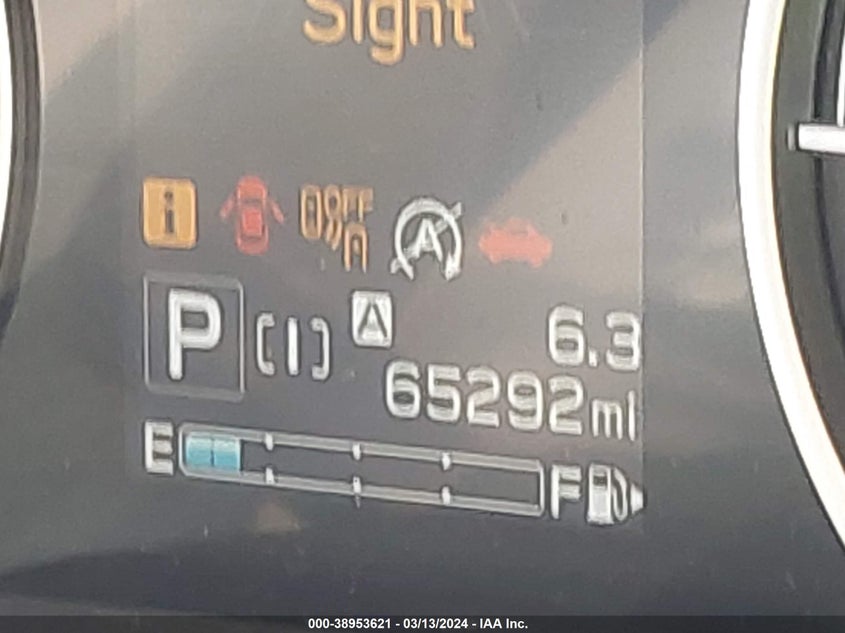 Sight
i
OFF
A
P
A
6.3
65292mi
E
F
000-38953621 - 03/13/2024 - IAA Inc.